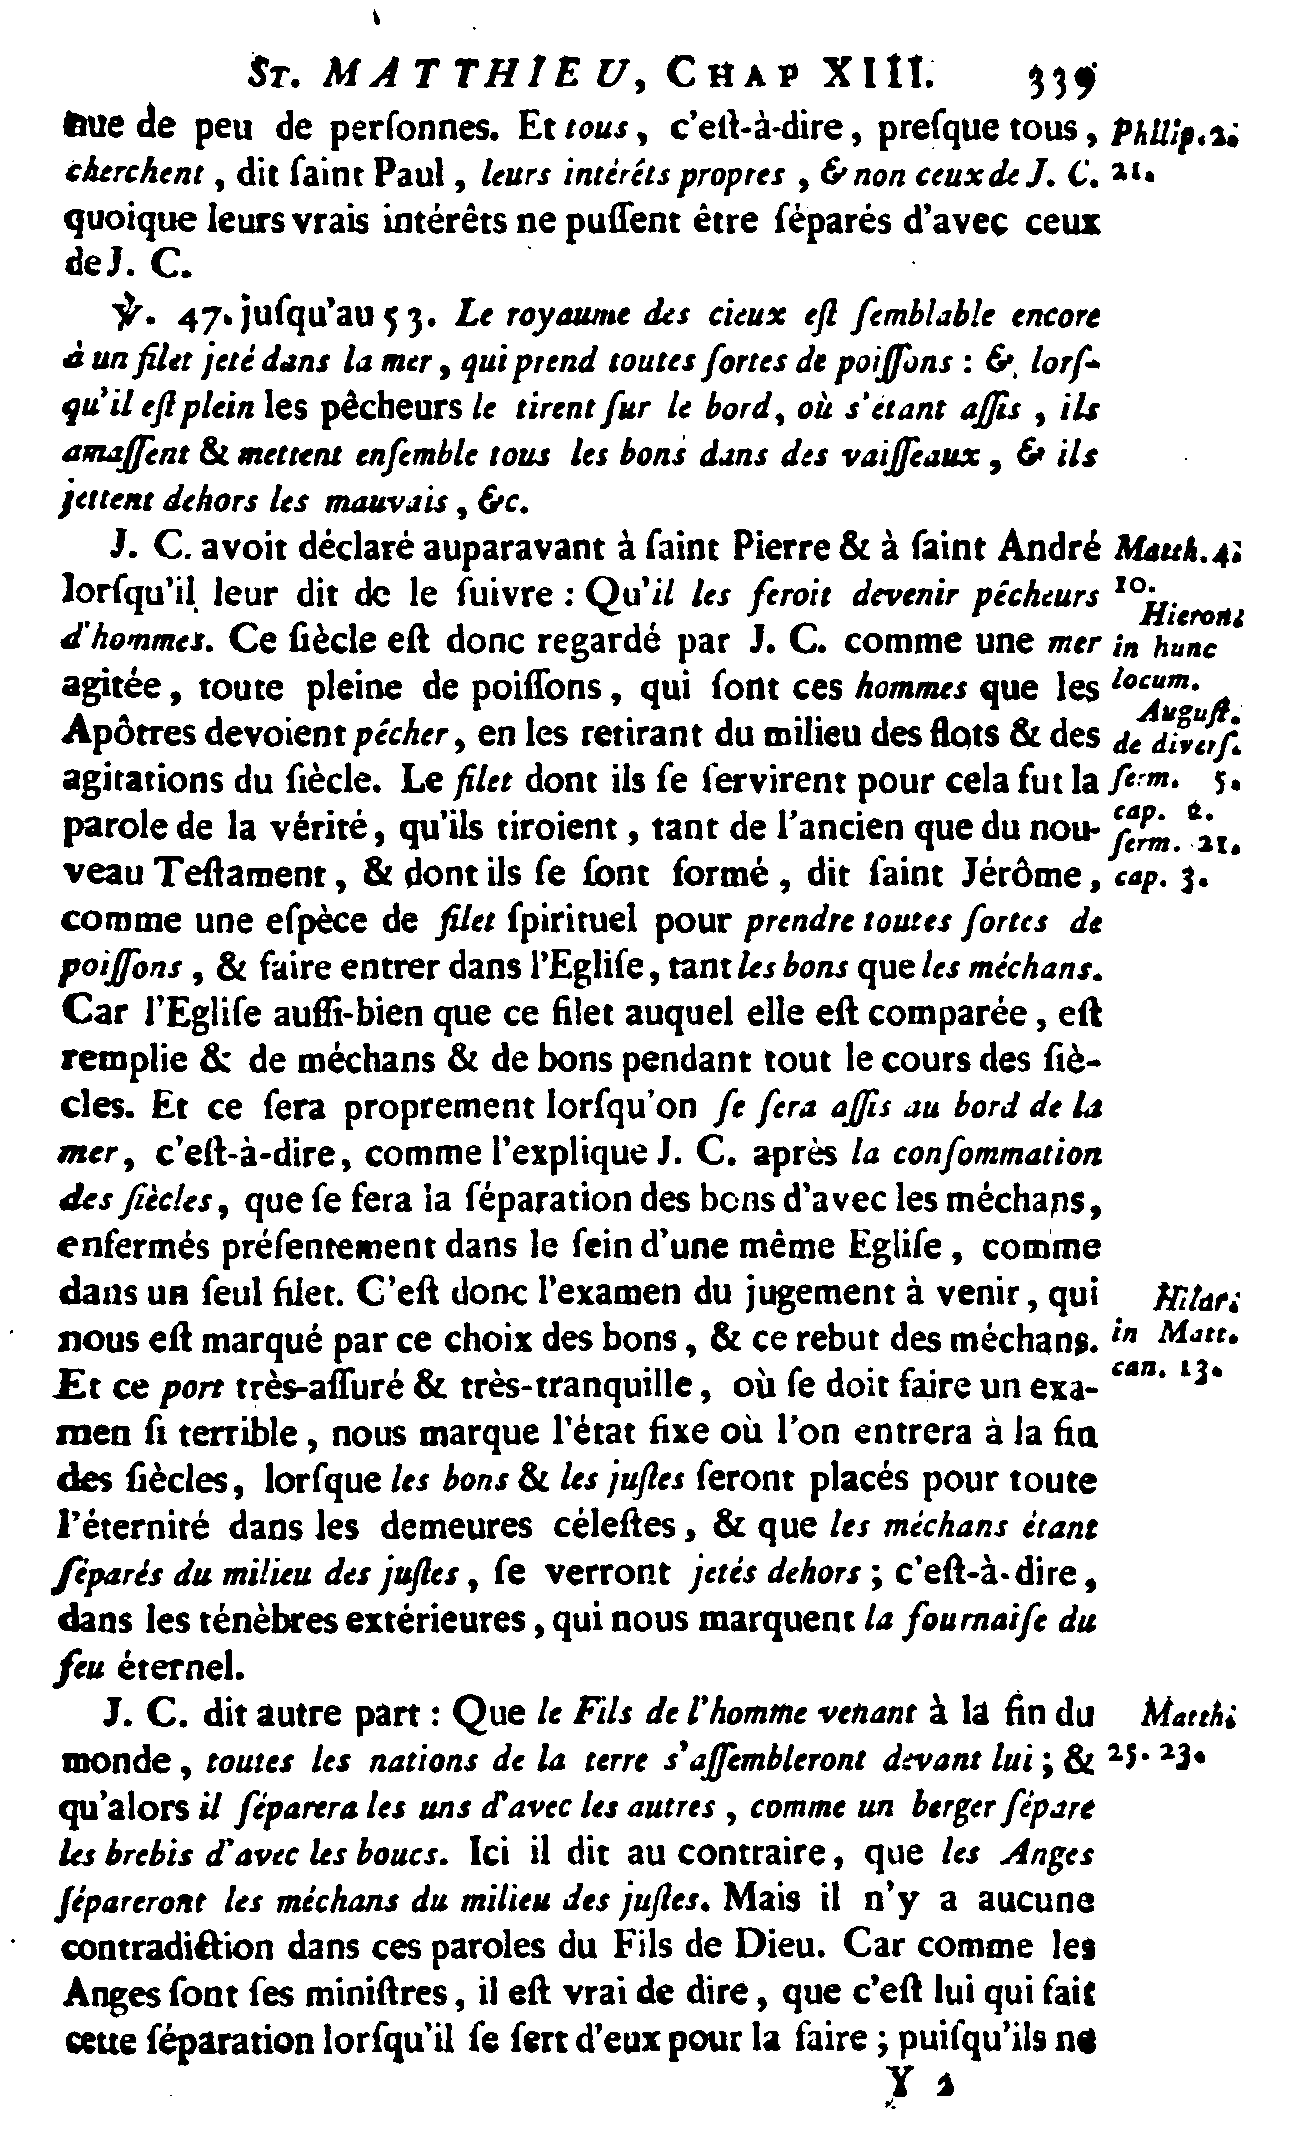 ST. MATTHIEU, CHAP XIII. 339
nue de peu de perſonnes. Et tous, c'eſt-à-dire, preſque tous,
cherchent, dit ſaint Paul, leurs intérêts propres, & non ceux de J. C.
quoique leurs vrais intérêts ne puſſent être ſéparés d'avec ceux
de J. C.
Philip. 2.
21.
℣. 47. juſqu'au 53. Le royaume des cieux eſt ſemblable encore
à un filet jeté dans la mer, qui prend toutes ſortes de poiſſons : & lorſ-
qu'il eſt plein les pêcheurs le tirent ſur le bord, où s'étant aſſis, ils
amaſſent & mettent enſemble tous les bons dans des vaiſſeaux, & ils
jettent dehors les mauvais, &c.
J. C. avoit déclaré auparavant à ſaint Pierre & à ſaint André
lorſqu'il leur dit de le ſuivre : Qu'il les feroit devenir pêcheurs
d'hommes. Ce ſiècle eſt donc regardé par J. C. comme une mer
agitée, toute pleine de poiſſons, qui ſont ces hommes que les
Apôtres devoient pêcher, en les retirant du milieu des flots & des
agitations du ſiècle. Le filet dont ils ſe ſervirent pour cela fut la
parole de la vérité, qu'ils tiroient, tant de l'ancien que du nou-
veau Teſtament, & dont ils ſe ſont formé, dit ſaint Jérôme,
comme une eſpèce de filet ſpirituel pour prendre toutes ſortes de
poiſſons, & faire entrer dans l'Egliſe, tant les bons que les méchans.
Car l'Egliſe auſſi-bien que ce filet auquel elle eſt comparée, eſt
remplie & de méchans & de bons pendant tout le cours des ſiè-
cles. Et ce ſera proprement lorſqu'on ſe ſera aſſis au bord de la
mer, c'eſt-à-dire, comme l'explique J. C. après la conſommation
des ſiècles, que ſe fera la ſéparation des bons d'avec les méchans,
enfermés préſentement dans le ſein d'une même Egliſe, comme
dans un ſeul filet. C'eſt donc l'examen du jugement à venir, qui
nous eſt marqué par ce choix des bons, & ce rebut des méchans.
Et ce port très-aſſuré & très-tranquille, où ſe doit faire un exa-
men ſi terrible, nous marque l'état fixe où l'on entrera à la fin
des ſiècles, lorſque les bons & les juſtes ſeront placés pour toute
l'éternité dans les demeures céleſtes, & que les méchans étant
ſéparés du milieu des juſtes, ſe verront jetés dehors ; c'eſt-à-dire,
dans les ténèbres extérieures, qui nous marquent la fournaiſe du
feu éternel.
Matth. 4.
10.
Hieron.
in hunc
locum.
Auguſt.
de diverſ.
ſerm. 5.
cap. 2.
ſerm. 21.
cap. 3.
Hilar.
in Matt.
can. 13.
J. C. dit autre part : Que le Fils de l'homme venant à la fin du
monde, toutes les nations de la terre s'aſſembleront devant lui ; &
qu'alors il ſéparera les uns d'avec les autres, comme un berger ſépare
les brebis d'avec les boucs. Ici il dit au contraire, que les Anges
ſépareront les méchans du milieu des juſtes. Mais il n'y a aucune
contradiction dans ces paroles du Fils de Dieu. Car comme les
Anges ſont ſes miniſtres, il eſt vrai de dire, que c'eſt lui qui fait
cette ſéparation lorſqu'il ſe ſert d'eux pour la faire ; puiſqu'ils ne
Matth.
25. 23.
Y 2